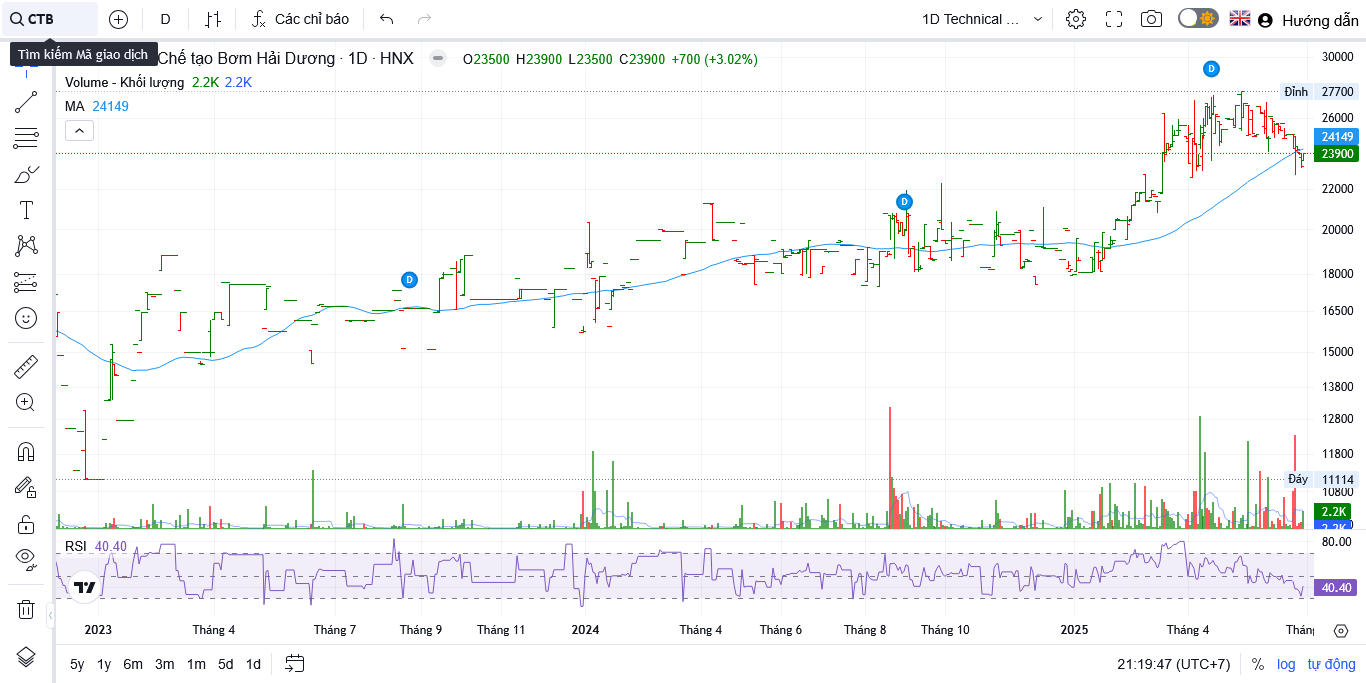 CTB D Các chỉ báo 1D Technical ... Hướng dẫn
Tìm kiếm Mã giao dịch
Chế tạo Bơm Hải Dương · 1D · HNX O23500 H23900 L23500 C23900 +700 (+3.02%)
Volume - Khối lượng 2.2K 2.2K
MA 24149
D
D
D
30000
Đỉnh 27700
26000
24149
23900
22000
20000
18000
16500
15000
13800
12800
11800
Đáy 11114
10800
2.2K
2.2K
RSI 40.40
80.00
40.40
2023 Tháng 4 Tháng 7 Tháng 9 Tháng 11 2024 Tháng 4 Tháng 6 Tháng 8 Tháng 10 2025 Tháng 4 Tháng
5y 1y 6m 3m 1m 5d 1d 21:19:47 (UTC+7) % log tự động